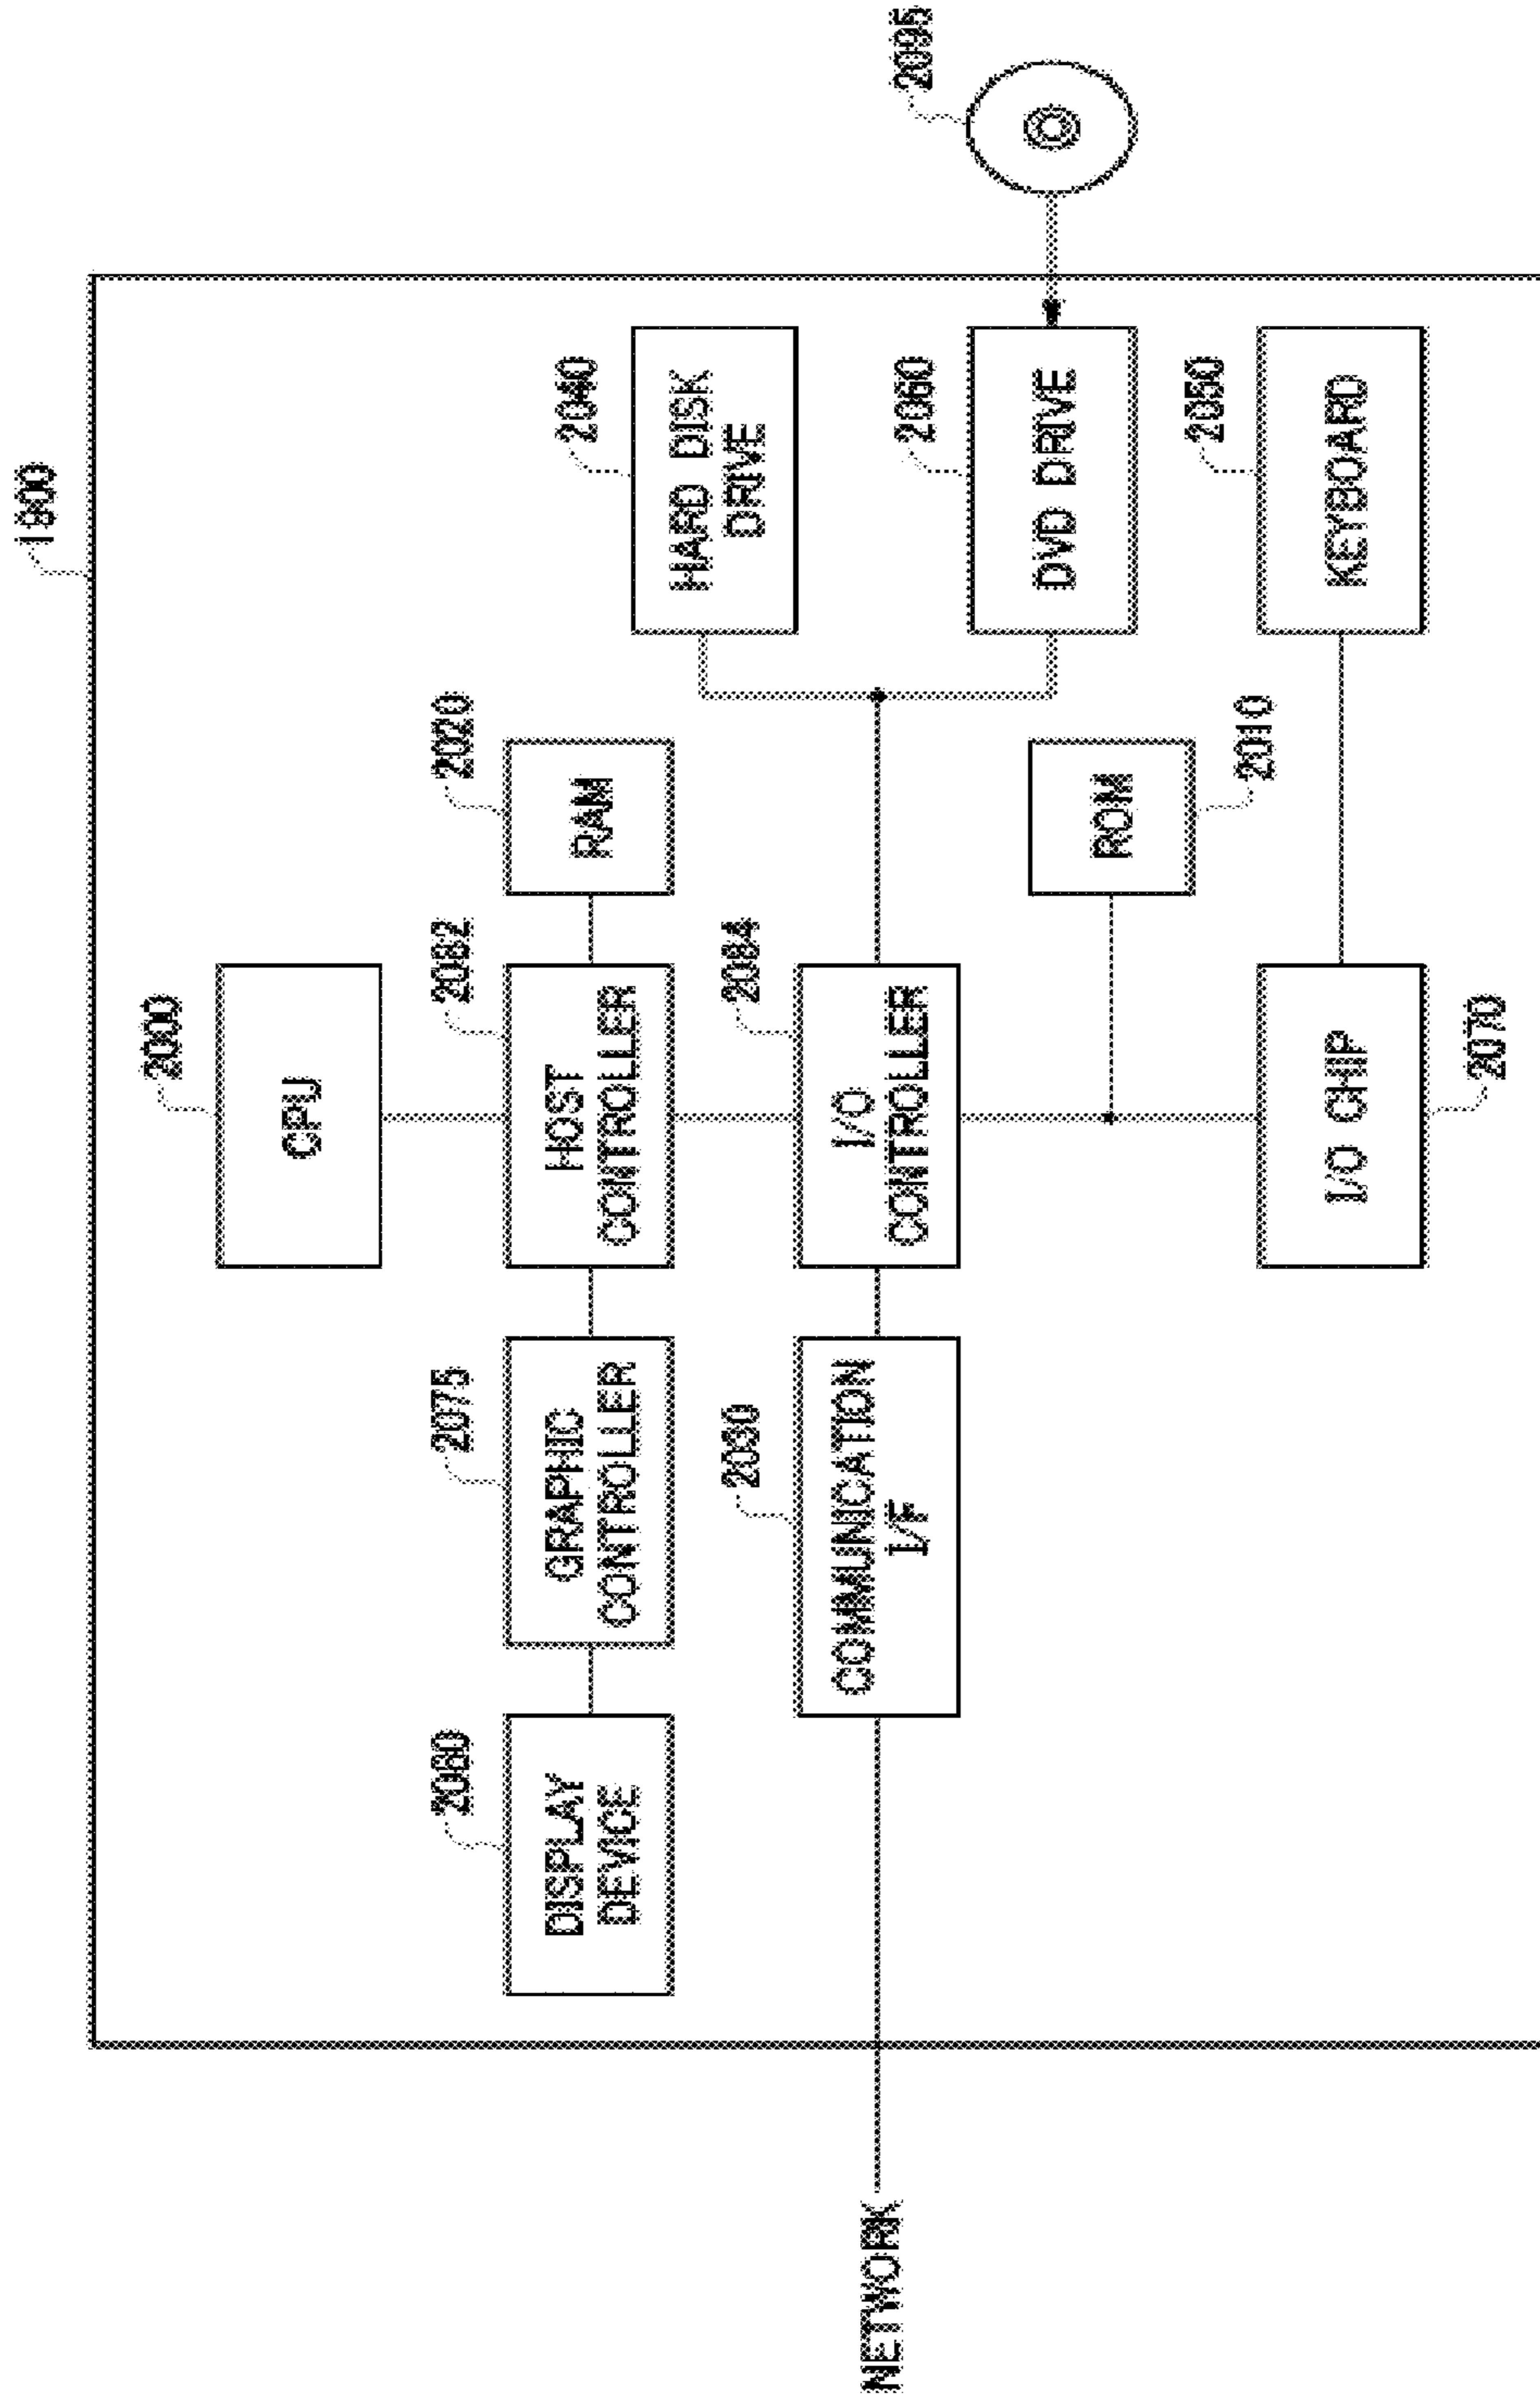 1900
2000
CPU
2080
DISPLAY
DEVICE
2075
GRAPHIC
CONTROLLER
2082
HOST
CONTROLLER
2020
RAM
2040
HARD DISK
DRIVE
NETWORK
2030
COMMUNICATION
I/F
2084
I/O
CONTROLLER
2060
DVD DRIVE
2095
ROM
2010
I/O CHIP
2070
2050
KEYBOARD